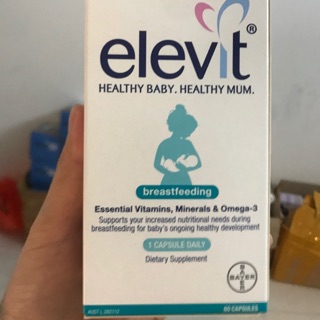 elevit®
HEALTHY BABY. HEALTHY MUM.
breastfeeding
Essential Vitamins, Minerals & Omega-3
Supports your increased nutritional needs during
breastfeeding for baby's ongoing healthy development
1 CAPSULE DAILY
Dietary Supplement
BAYER
60 CAPSULES